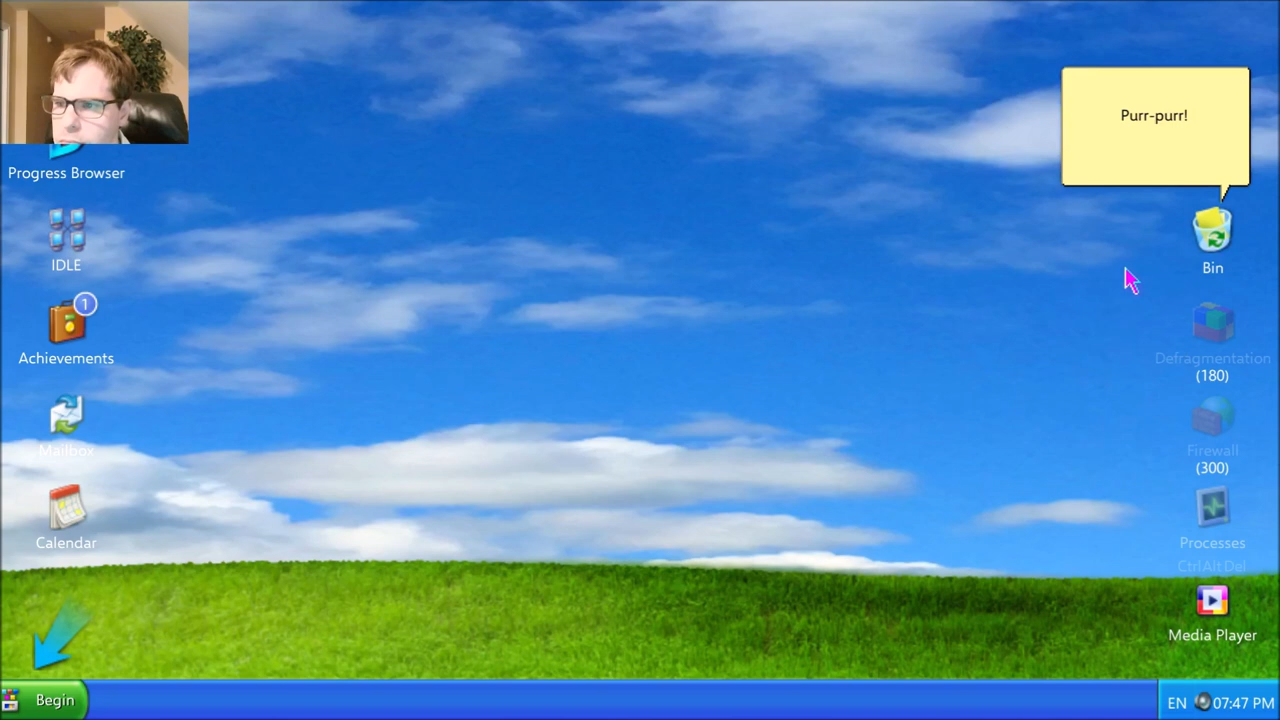 Purr-purr!
Progress Browser
IDLE
Bin
1
Achievements
Defragmentation
(180)
Mailbox
Firewall
(300)
Calendar
Processes
Ctrl Alt Del
Media Player
Begin
EN 07:47 PM